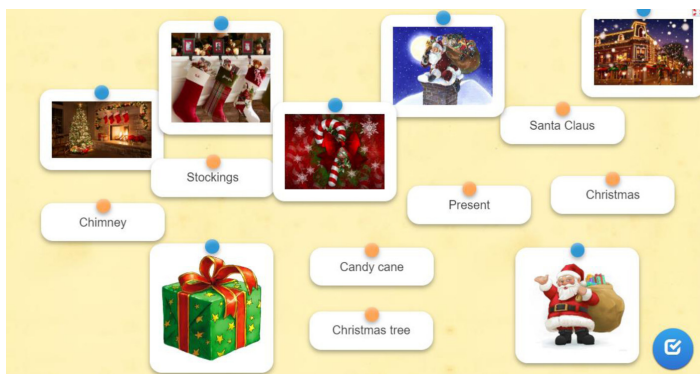 Santa Claus
Stockings
Christmas
Present
Chimney
Candy cane
Christmas tree